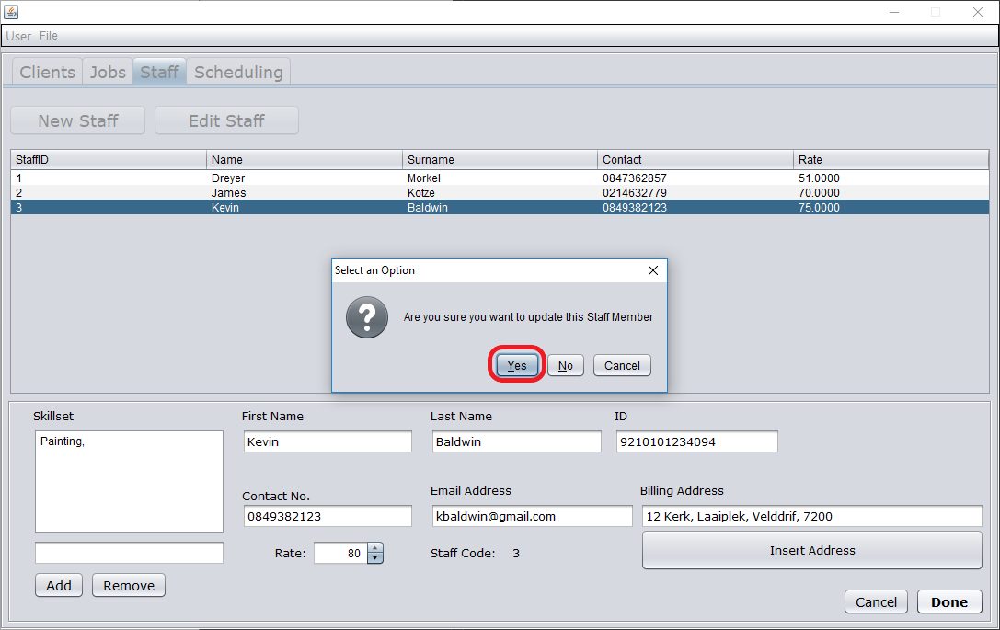 User File
Clients Jobs Staff Scheduling
New Staff Edit Staff
StaffID Name Surname Contact Rate
1 Dreyer Morkel 0847362857 51.0000
2 James Kotze 0214632779 70.0000
3 Kevin Baldwin 0849382123 75.0000
Select an Option
Are you sure you want to update this Staff Member
Yes No Cancel
Skillset First Name Last Name ID
Painting, Kevin Baldwin 9210101234094
Contact No. Email Address Billing Address
0849382123 kbaldwin@gmail.com 12 Kerk, Laaiplek, Velddrif, 7200
Rate: 80 Staff Code: 3 Insert Address
Add Remove
Cancel Done